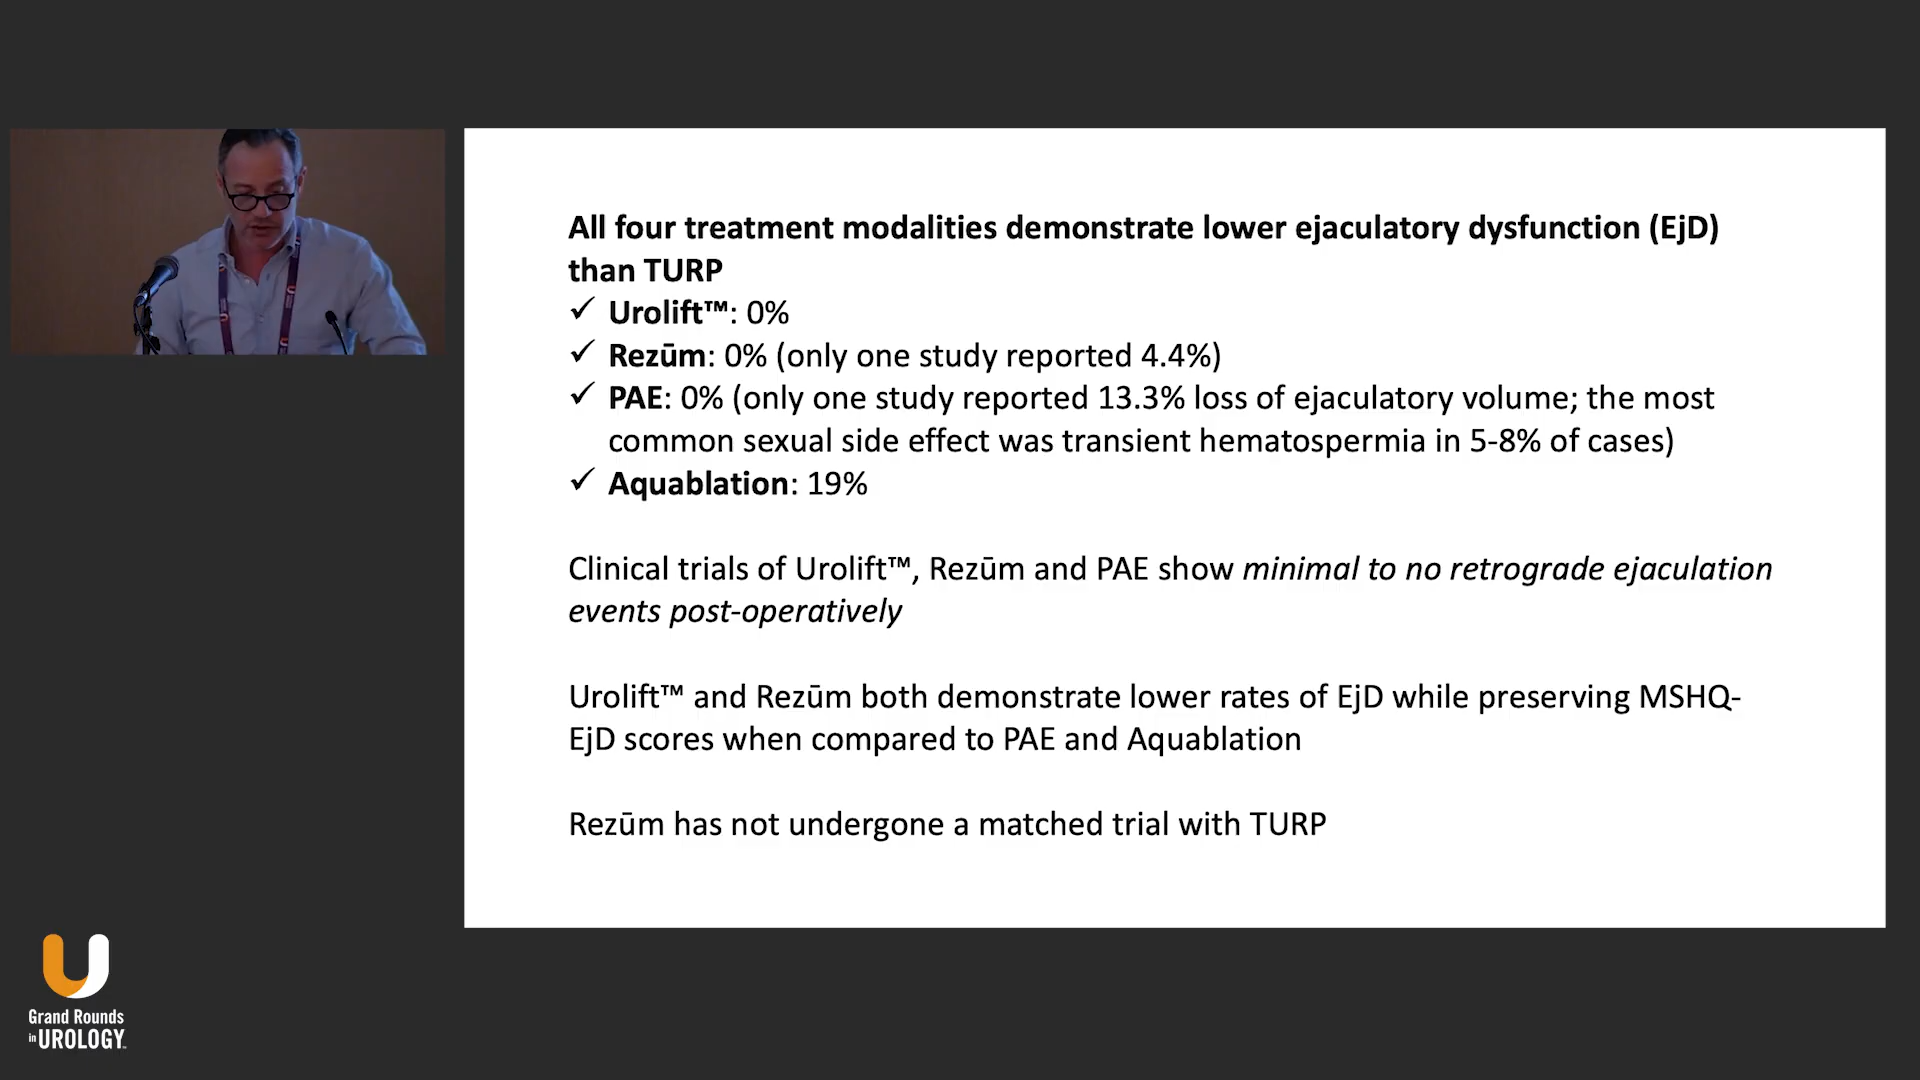 All four treatment modalities demonstrate lower ejaculatory dysfunction (EjD)
than TURP
✓ Urolift™: 0%
✓ Rezūm: 0% (only one study reported 4.4%)
✓ PAE: 0% (only one study reported 13.3% loss of ejaculatory volume; the most
common sexual side effect was transient hematospermia in 5-8% of cases)
✓ Aquablation: 19%
Clinical trials of Urolift™, Rezūm and PAE show minimal to no retrograde ejaculation
events post-operatively
Urolift™ and Rezūm both demonstrate lower rates of EjD while preserving MSHQ-
EjD scores when compared to PAE and Aquablation
Rezūm has not undergone a matched trial with TURP
Grand Rounds
in UROLOGY